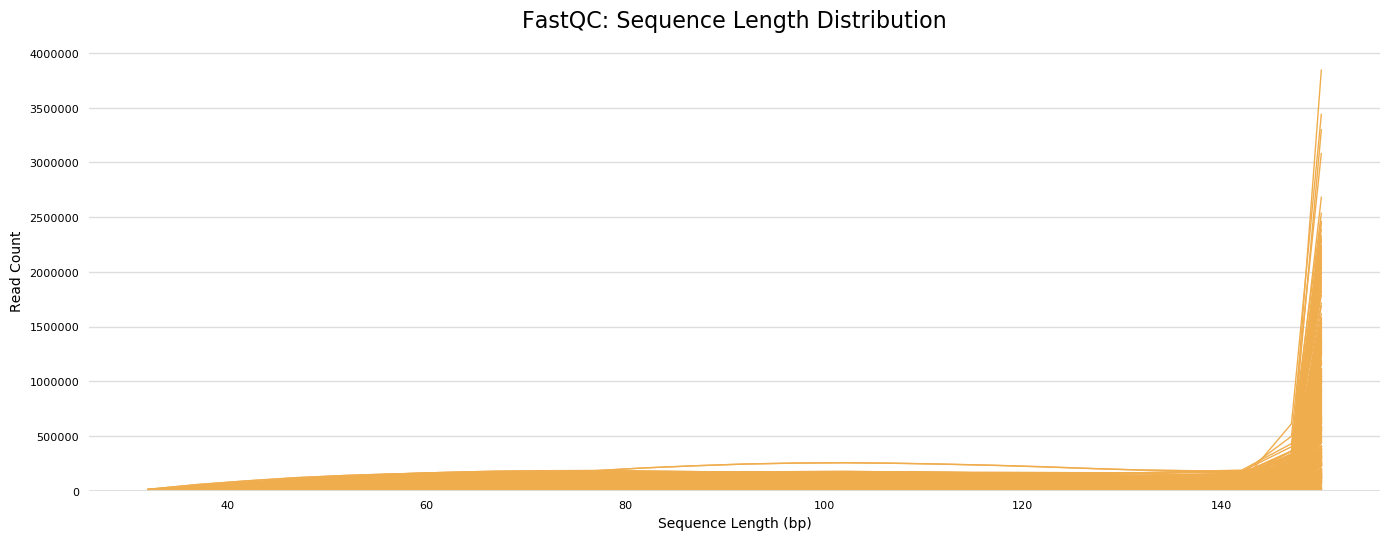 FastQC: Sequence Length Distribution
4000000
3500000
3000000
2500000
2000000
1500000
1000000
500000
0
Read Count
40 60 80 100 120 140
Sequence Length (bp)